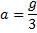 a = g/3